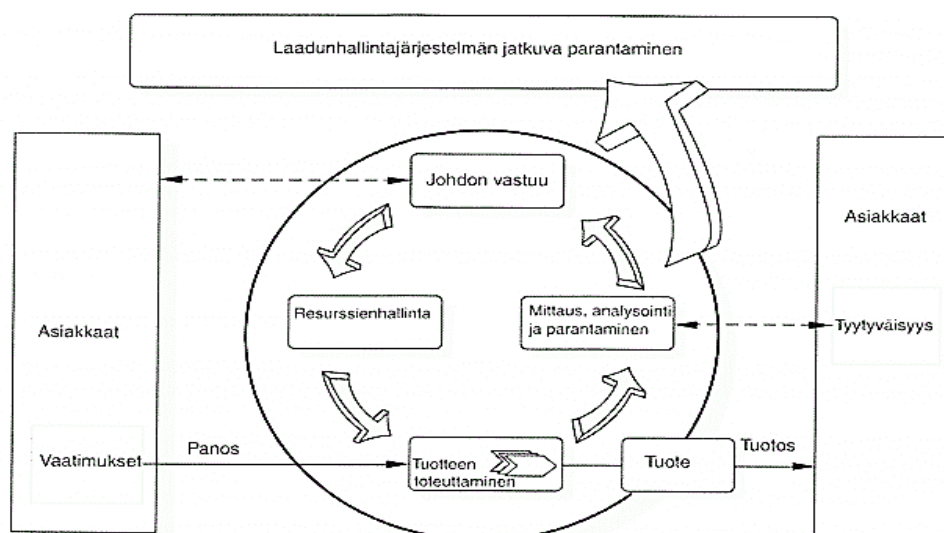 Laadunhallintajärjestelmän jatkuva parantaminen
Johdon vastuu
Asiakkaat
Resurssienhallinta
Mittaus, analysointi
ja parantaminen
Asiakkaat
Tyytyväisyys
Vaatimukset
Panos
Tuotteen
toteuttaminen
Tuote
Tuotos